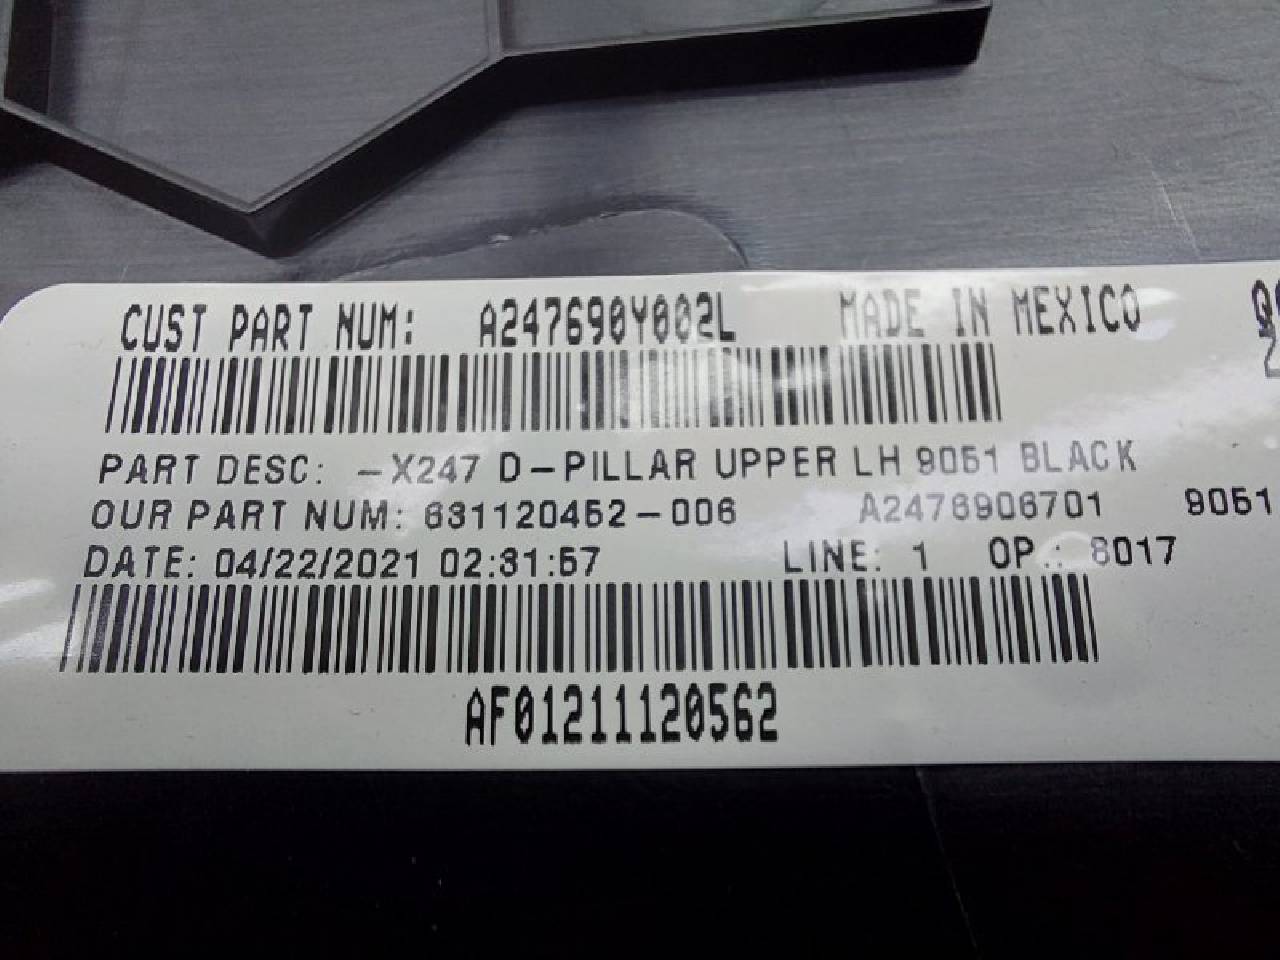 CUST PART NUM: A247690Y002L MADE IN MEXICO
PART DESC: -X247 D-PILLAR UPPER LH 9051 BLACK
OUR PART NUM: 631120452-006 A2476906701 9051
DATE: 04/22/2021 02:31:57 LINE: 1 OP.: 8017
AF01211120562